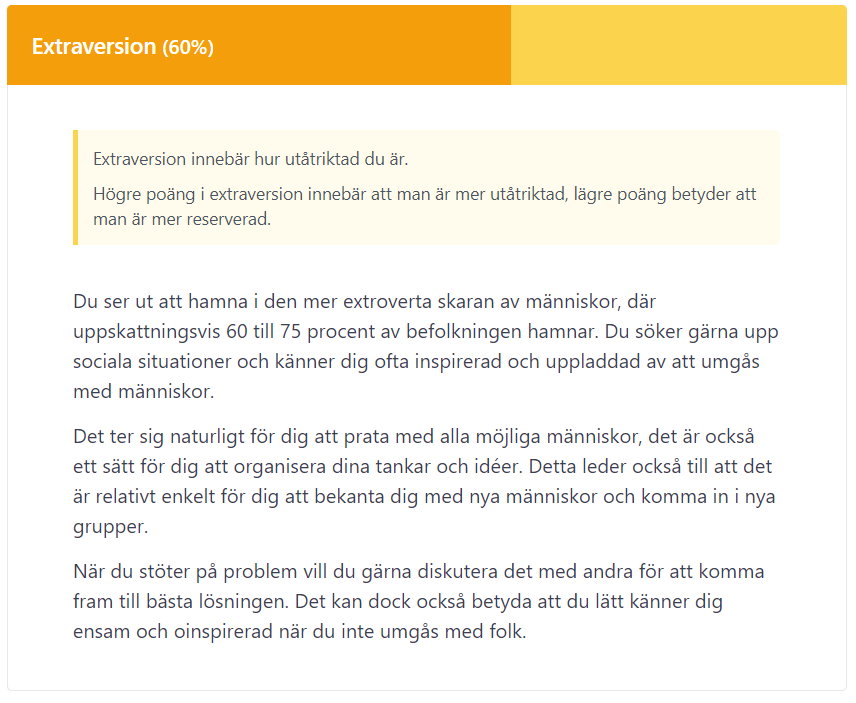 Extraversion (60%)
Extraversion innebär hur utåtriktad du är.
Högre poäng i extraversion innebär att man är mer utåtriktad, lägre poäng betyder att
man är mer reserverad.
Du ser ut att hamna i den mer extroverta skaran av människor, där
uppskattningsvis 60 till 75 procent av befolkningen hamnar. Du söker gärna upp
sociala situationer och känner dig ofta inspirerad och uppladdad av att umgås
med människor.
Det ter sig naturligt för dig att prata med alla möjliga människor, det är också
ett sätt för dig att organisera dina tankar och idéer. Detta leder också till att det
är relativt enkelt för dig att bekanta dig med nya människor och komma in i nya
grupper.
När du stöter på problem vill du gärna diskutera det med andra för att komma
fram till bästa lösningen. Det kan dock också betyda att du lätt känner dig
ensam och oinspirerad när du inte umgås med folk.